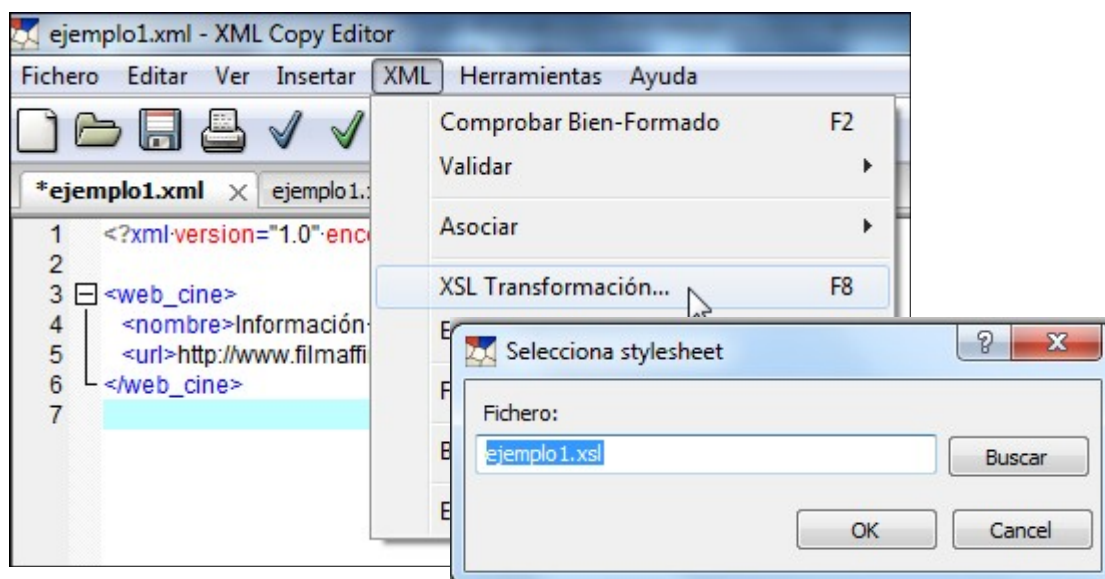 ejemplo1.xml - XML Copy Editor
Fichero Editar Ver Insertar XML Herramientas Ayuda
Comprobar Bien-Formado F2
Validar
*ejemplo1.xml ejemplo1.
Asociar
1 <?xml version="1.0" enc
2
XSL Transformación... F8
3 <web_cine>
4 <nombre>Información
5 <url>http://www.filmaffi
6 </web_cine>
7
Selecciona stylesheet
Fichero:
ejemplo1.xsl Buscar
OK Cancel